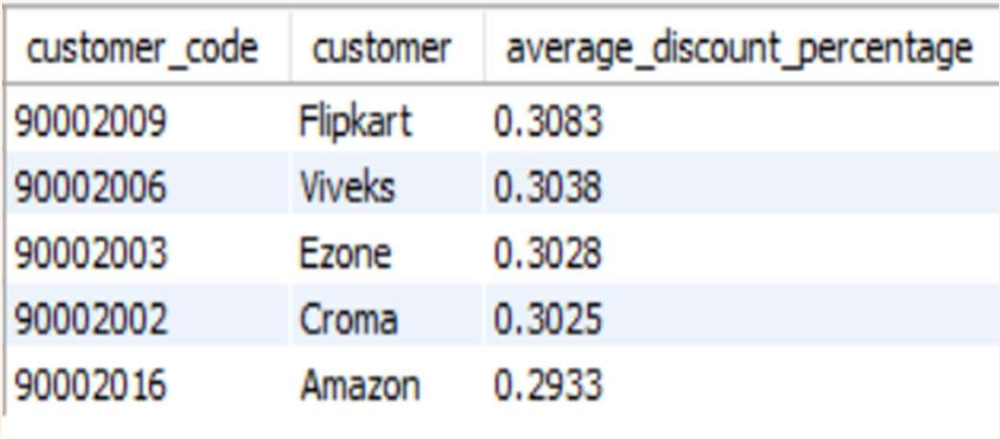 customer_code customer average_discount_percentage
90002009 Flipkart 0.3083
90002006 Viveks 0.3038
90002003 Ezone 0.3028
90002002 Croma 0.3025
90002016 Amazon 0.2933